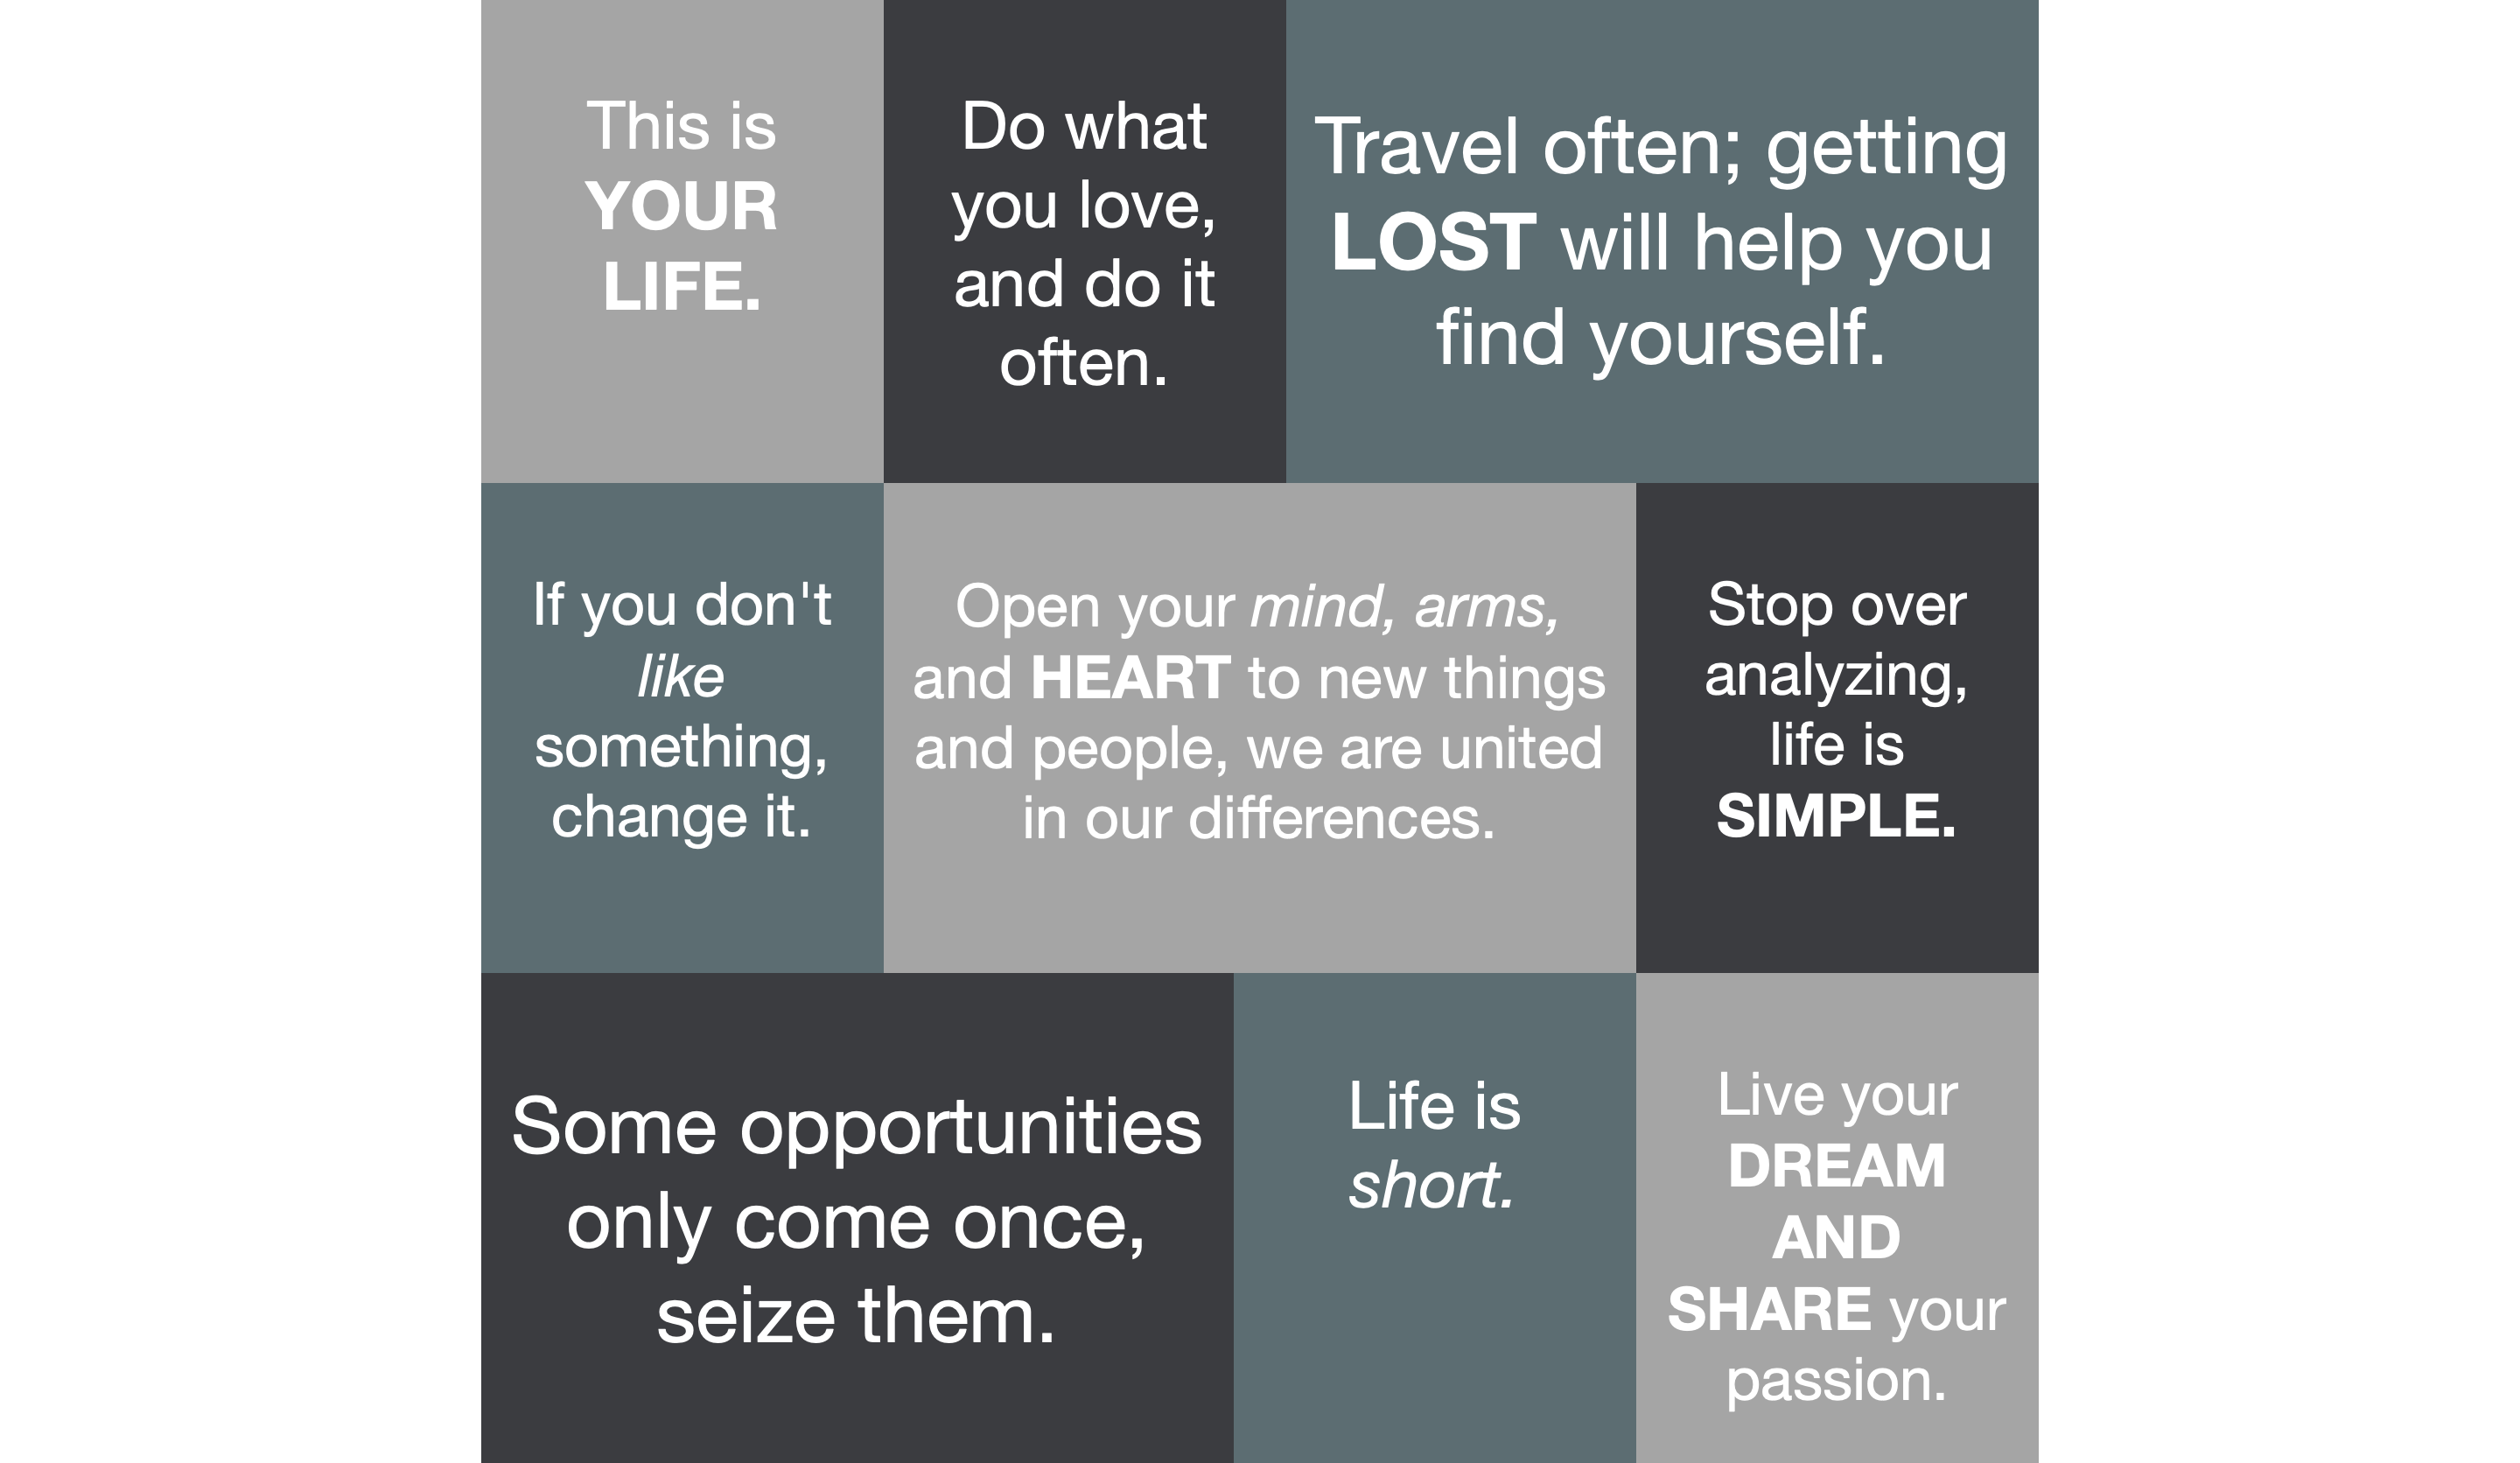 This is
YOUR
LIFE.
Do what
you love,
and do it
often.
Travel often; getting
LOST will help you
find yourself.
If you don't
like
something,
change it.
Open your mind, arms,
and HEART to new things
and people, we are united
in our differences.
Stop over
analyzing,
life is
SIMPLE.
Some opportunities
only come once,
seize them.
Life is
short.
Live your
DREAM
AND
SHARE your
passion.